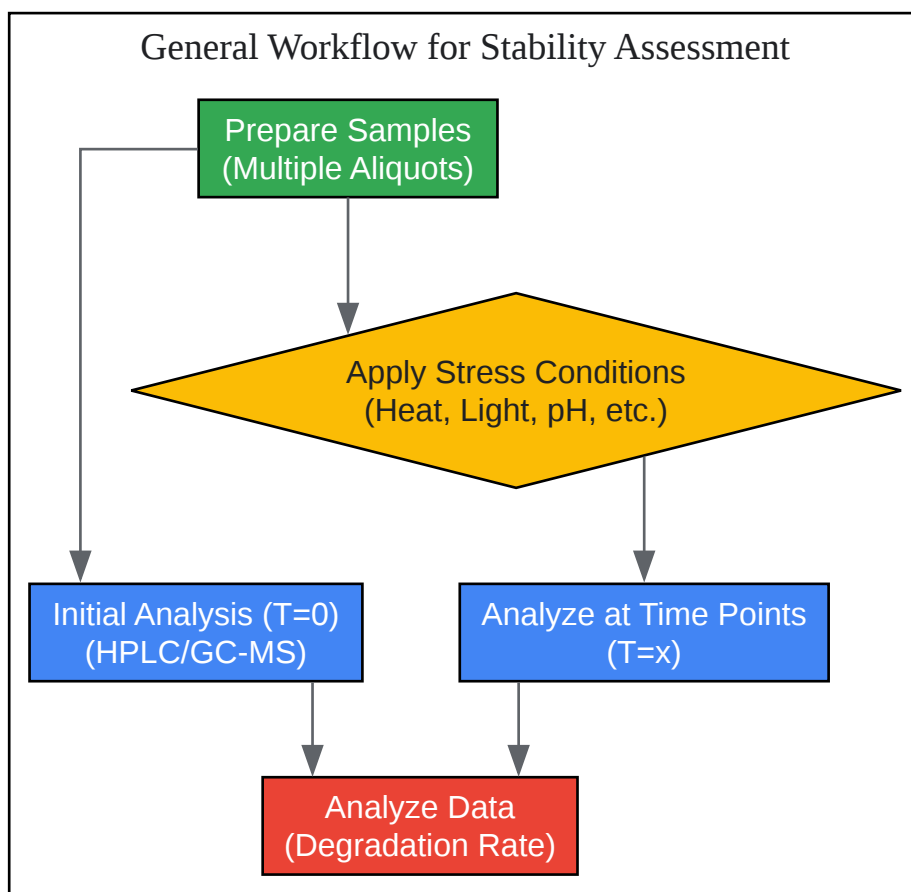 General Workflow for Stability Assessment
Prepare Samples
(Multiple Aliquots)
Apply Stress Conditions
(Heat, Light, pH, etc.)
Initial Analysis (T=0)
(HPLC/GC-MS)
Analyze at Time Points
(T=x)
Analyze Data
(Degradation Rate)